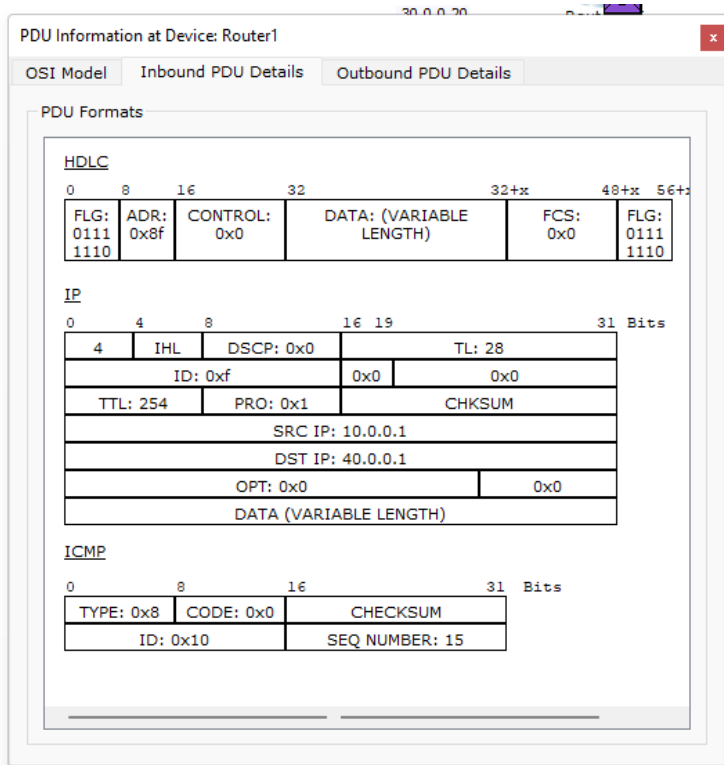 30.0.0.20
PDU Information at Device: Router1
x
OSI Model Inbound PDU Details Outbound PDU Details
PDU Formats
HDLC
0 8 16 32 32+x 48+x
FLG: 0111 1110 ADR: 0x8f CONTROL: 0x0 DATA: (VARIABLE LENGTH) FCS: 0x0 FLG: 0111 1110
IP
0 4 8 16 19 31 Bits
4 IHL DSCP: 0x0 TL: 28
ID: 0xf 0x0 0x0
TTL: 254 PRO: 0x1 CHKSUM
SRC IP: 10.0.0.1
DST IP: 40.0.0.1
OPT: 0x0 0x0
DATA (VARIABLE LENGTH)
ICMP
0 8 16 31 Bits
TYPE: 0x8 CODE: 0x0 CHECKSUM
ID: 0x10 SEQ NUMBER: 15